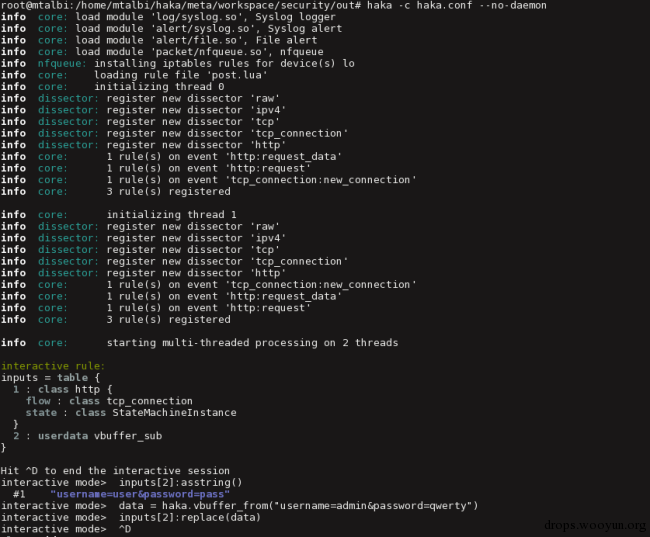 root@mtalbi:/home/mtalbi/haka/meta/workspace/security/out# haka -c haka.conf --no-daemon
info core: load module 'log/syslog.so', Syslog logger
info core: load module 'alert/syslog.so', Syslog alert
info core: load module 'alert/file.so', File alert
info core: load module 'packet/nfqueue.so', nfqueue
info nfqueue: installing iptables rules for device(s) lo
info core: loading rule file 'post.lua'
info core: initializing thread 0
info dissector: register new dissector 'raw'
info dissector: register new dissector 'ipv4'
info dissector: register new dissector 'tcp'
info dissector: register new dissector 'tcp_connection'
info dissector: register new dissector 'http'
info core: 1 rule(s) on event 'http:request_data'
info core: 1 rule(s) on event 'http:request'
info core: 1 rule(s) on event 'tcp_connection:new_connection'
info core: 3 rule(s) registered
info core: initializing thread 1
info dissector: register new dissector 'raw'
info dissector: register new dissector 'ipv4'
info dissector: register new dissector 'tcp'
info dissector: register new dissector 'tcp_connection'
info dissector: register new dissector 'http'
info core: 1 rule(s) on event 'tcp_connection:new_connection'
info core: 1 rule(s) on event 'http:request_data'
info core: 1 rule(s) on event 'http:request'
info core: 3 rule(s) registered
info core: starting multi-threaded processing on 2 threads
interactive rule:
inputs = table {
1 : class http {
flow : class tcp_connection
state : class StateMachineInstance
}
2 : userdata vbuffer_sub
}
Hit ^D to end the interactive session
interactive mode> inputs[2]:asstring()
#1 "username=user&password=pass"
interactive mode> data = haka.vbuffer_from("username=admin&password=qwerty")
interactive mode> inputs[2]:replace(data)
interactive mode> ^D
drops.wooyun.org